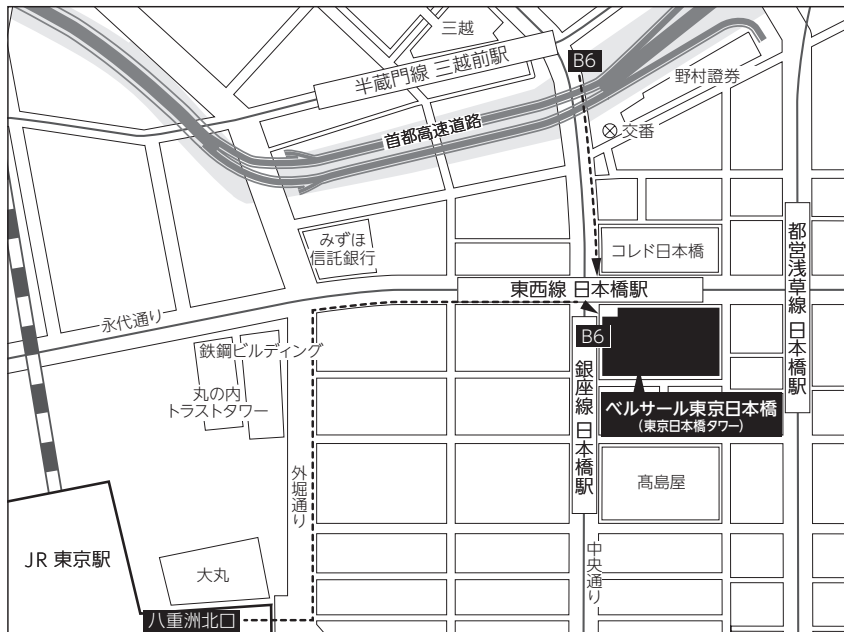 三越
半蔵門線 三越前駅
B6
野村證券
首都高速道路
交番
みずほ
信託銀行
コレド日本橋
都営浅草線 日本橋駅
東西線 日本橋駅
永代通り
鉄鋼ビルディング
B6
丸の内
トラストタワー
銀座線 日本橋駅
ベルサール東京日本橋
(東京日本橋タワー)
外堀通り
髙島屋
JR 東京駅
大丸
中央通り
八重洲北口